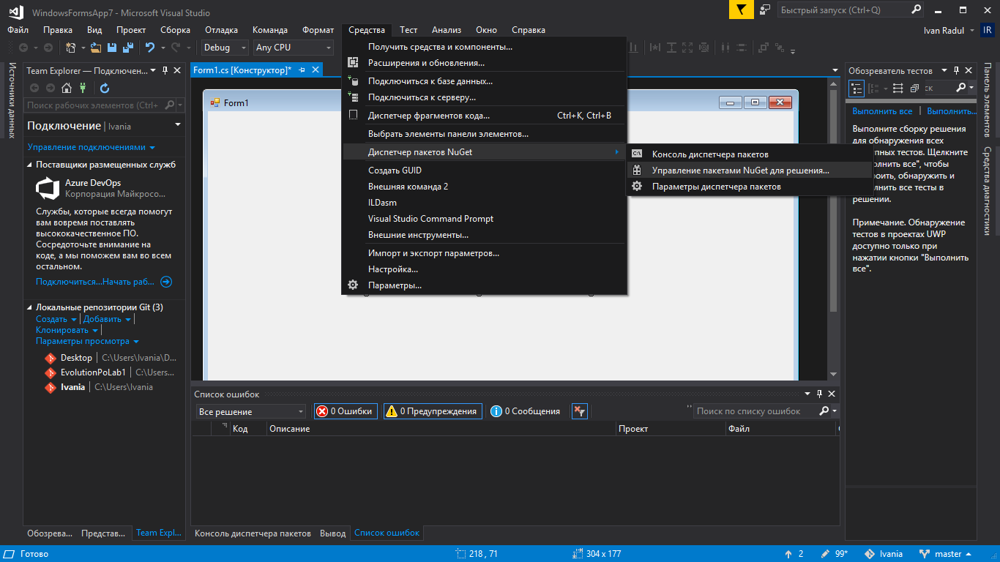 WindowsFormsApp7 - Microsoft Visual Studio
Быстрый запуск (Ctrl+Q)
Файл Правка Вид Проект Сборка Отладка Команда Формат Средства Тест Анализ Окно Справка
Ivan Radul IR
Debug Any CPU
Источники данных
Team Explorer — Подключен...
Поиск рабочих элементов (Ctrl+
Подключение | Ivania
Управление подключениями
Поставщики размещенных служб
Azure DevOps
Корпорация Майкросо...
Службы, которые всегда помогут
вам вовремя поставлять
высококачественное ПО.
Сосредоточьте внимание на
коде, а мы поможем вам во всем
остальном.
Подключиться...Начать раб...
Локальные репозитории Git (3)
Создать Добавить
Клонировать
Параметры просмотра
Desktop | C:\Users\Ivania\D...
EvolutionPoLab1 | C:\Users...
Ivania | C:\Users\Ivania
Обозрева... Представ... Team Expl...
Form1.cs [Конструктор]*
Form1
Получить средства и компоненты...
Расширения и обновления...
Подключиться к базе данных...
Подключиться к серверу...
Диспетчер фрагментов кода... Ctrl+K, Ctrl+B
Выбрать элементы панели элементов...
Диспетчер пакетов NuGet
Создать GUID
Внешняя команда 2
ILDasm
Visual Studio Command Prompt
Внешние инструменты...
Импорт и экспорт параметров...
Настройка...
Параметры...
Консоль диспетчера пакетов
Управление пакетами NuGet для решения...
Параметры диспетчера пакетов
Список ошибок
Все решение 0 Ошибки 0 Предупреждения 0 Сообщения Поиск по списку ошибок
Код Описание Проект Файл
Консоль диспетчера пакетов Вывод Список ошибок
Обозреватель тестов
ск
Выполнить все | Выполнить...
Выполните сборку решения
для обнаружения всех
тестов. Щелкните
все", чтобы
обнаружить и
все тесты в
решении.
Примечание. Обнаружение
тестов в проектах UWP
доступно только при
нажатии кнопки "Выполнить
все".
Панель элементов
Средства диагностики
Готово 218 , 71 304 x 177 2 99* Ivania master